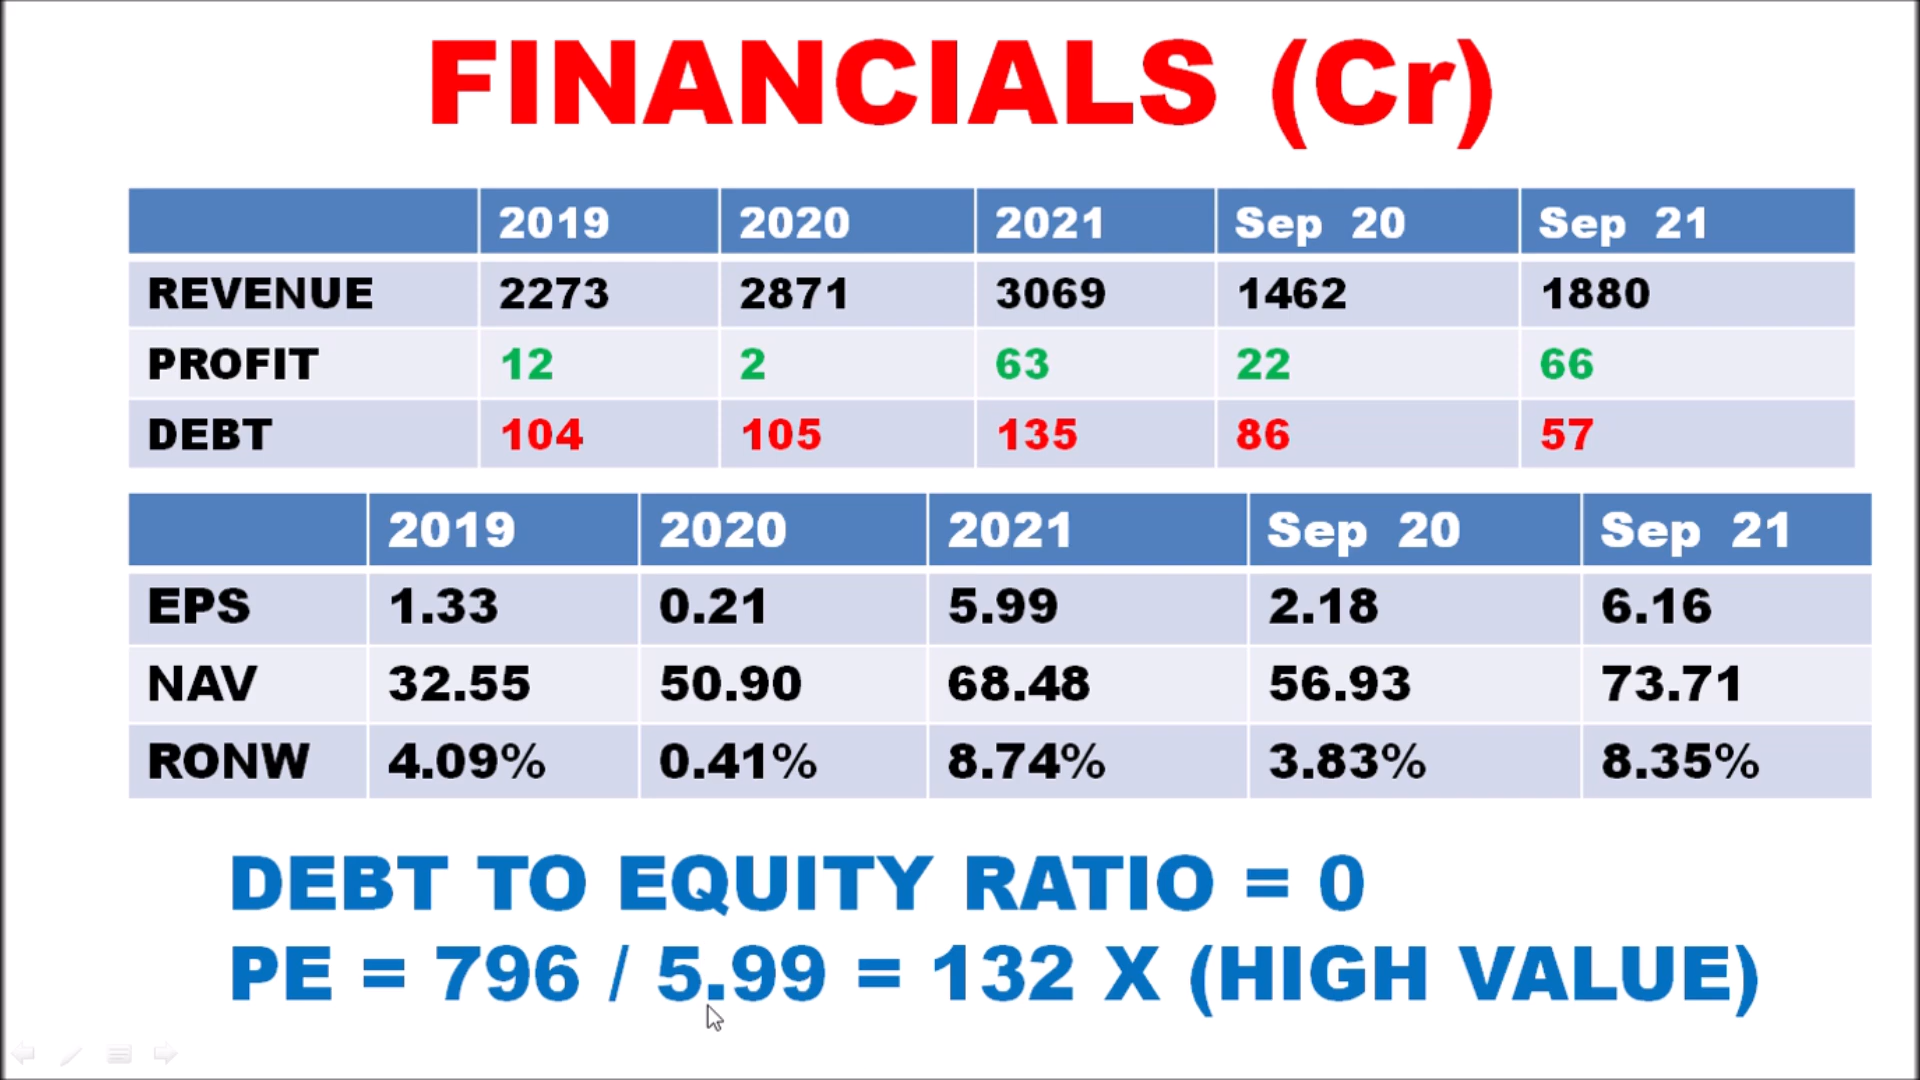 FINANCIALS (Cr)
2019 2020 2021 Sep 20 Sep 21
REVENUE 2273 2871 3069 1462 1880
PROFIT 12 2 63 22 66
DEBT 104 105 135 86 57
2019 2020 2021 Sep 20 Sep 21
EPS 1.33 0.21 5.99 2.18 6.16
NAV 32.55 50.90 68.48 56.93 73.71
RONW 4.09% 0.41% 8.74% 3.83% 8.35%
DEBT TO EQUITY RATIO = 0
PE = 796 / 5.99 = 132 X (HIGH VALUE)